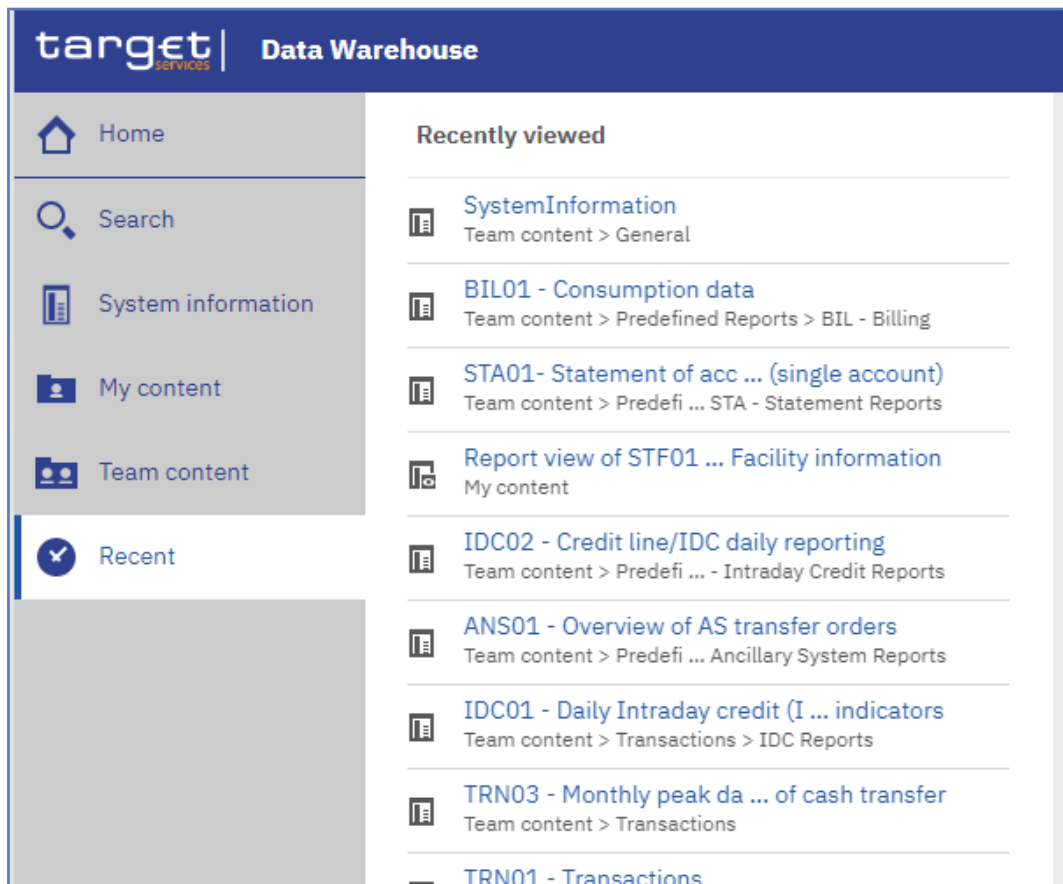 target services | Data Warehouse
Home
Search
System information
My content
Team content
Recent
Recently viewed
SystemInformation
Team content > General
BIL01 - Consumption data
Team content > Predefined Reports > BIL - Billing
STA01- Statement of acc ... (single account)
Team content > Predefi ... STA - Statement Reports
Report view of STF01 ... Facility information
My content
IDC02 - Credit line/IDC daily reporting
Team content > Predefi ... - Intraday Credit Reports
ANS01 - Overview of AS transfer orders
Team content > Predefi ... Ancillary System Reports
IDC01 - Daily Intraday credit (I ... indicators
Team content > Transactions > IDC Reports
TRN03 - Monthly peak da ... of cash transfer
Team content > Transactions
TRN01 - Transactions